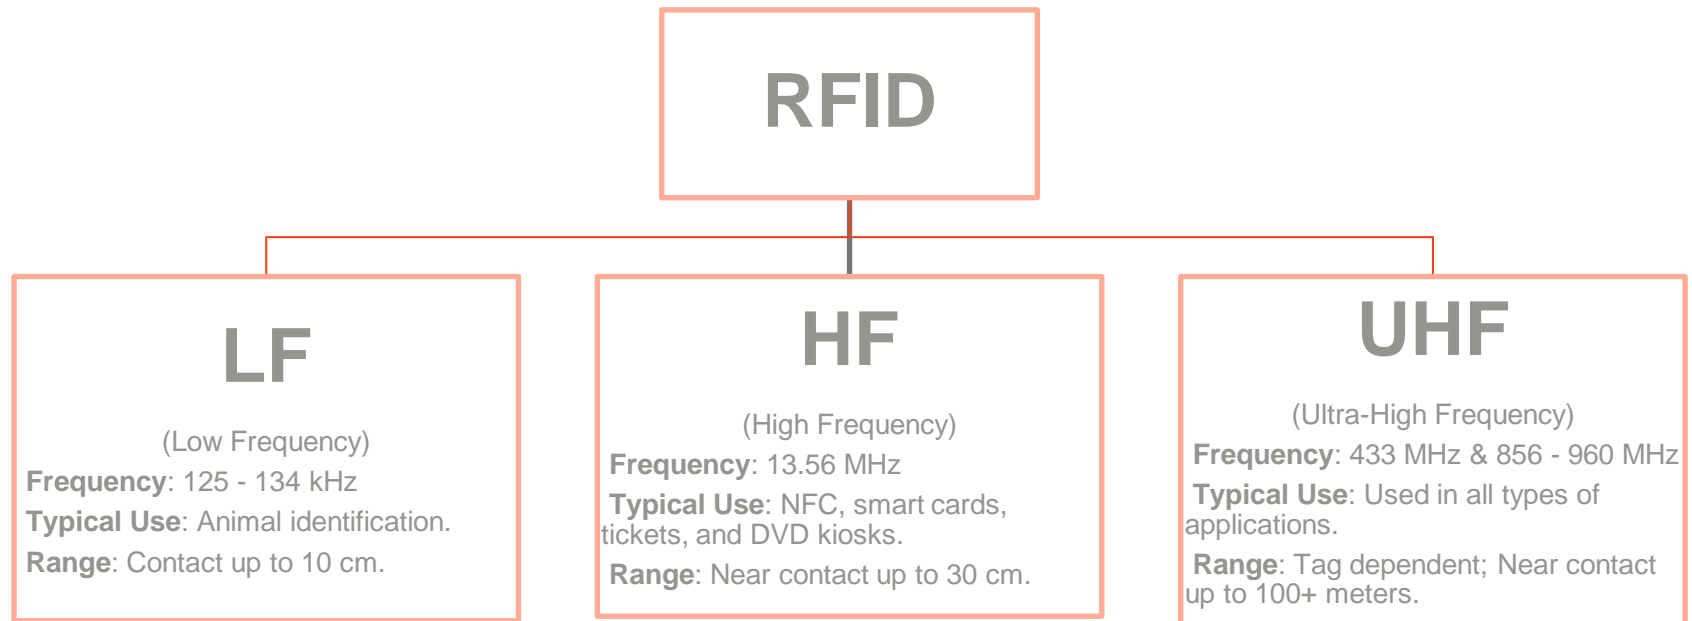 RFID
LF
(Low Frequency)
Frequency: 125 - 134 kHz
Typical Use: Animal identification.
Range: Contact up to 10 cm.
HF
(High Frequency)
Frequency: 13.56 MHz
Typical Use: NFC, smart cards,
tickets, and DVD kiosks.
Range: Near contact up to 30 cm.
UHF
(Ultra-High Frequency)
Frequency: 433 MHz & 856 - 960 MHz
Typical Use: Used in all types of
applications.
Range: Tag dependent; Near contact
up to 100+ meters.